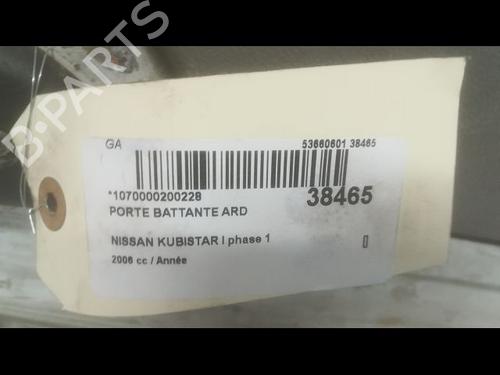 B-PARTS
GA 53660601 38465
*1070000200228 38465
PORTE BATTANTE ARD
NISSAN KUBISTAR I phase 1
2006 cc / Année